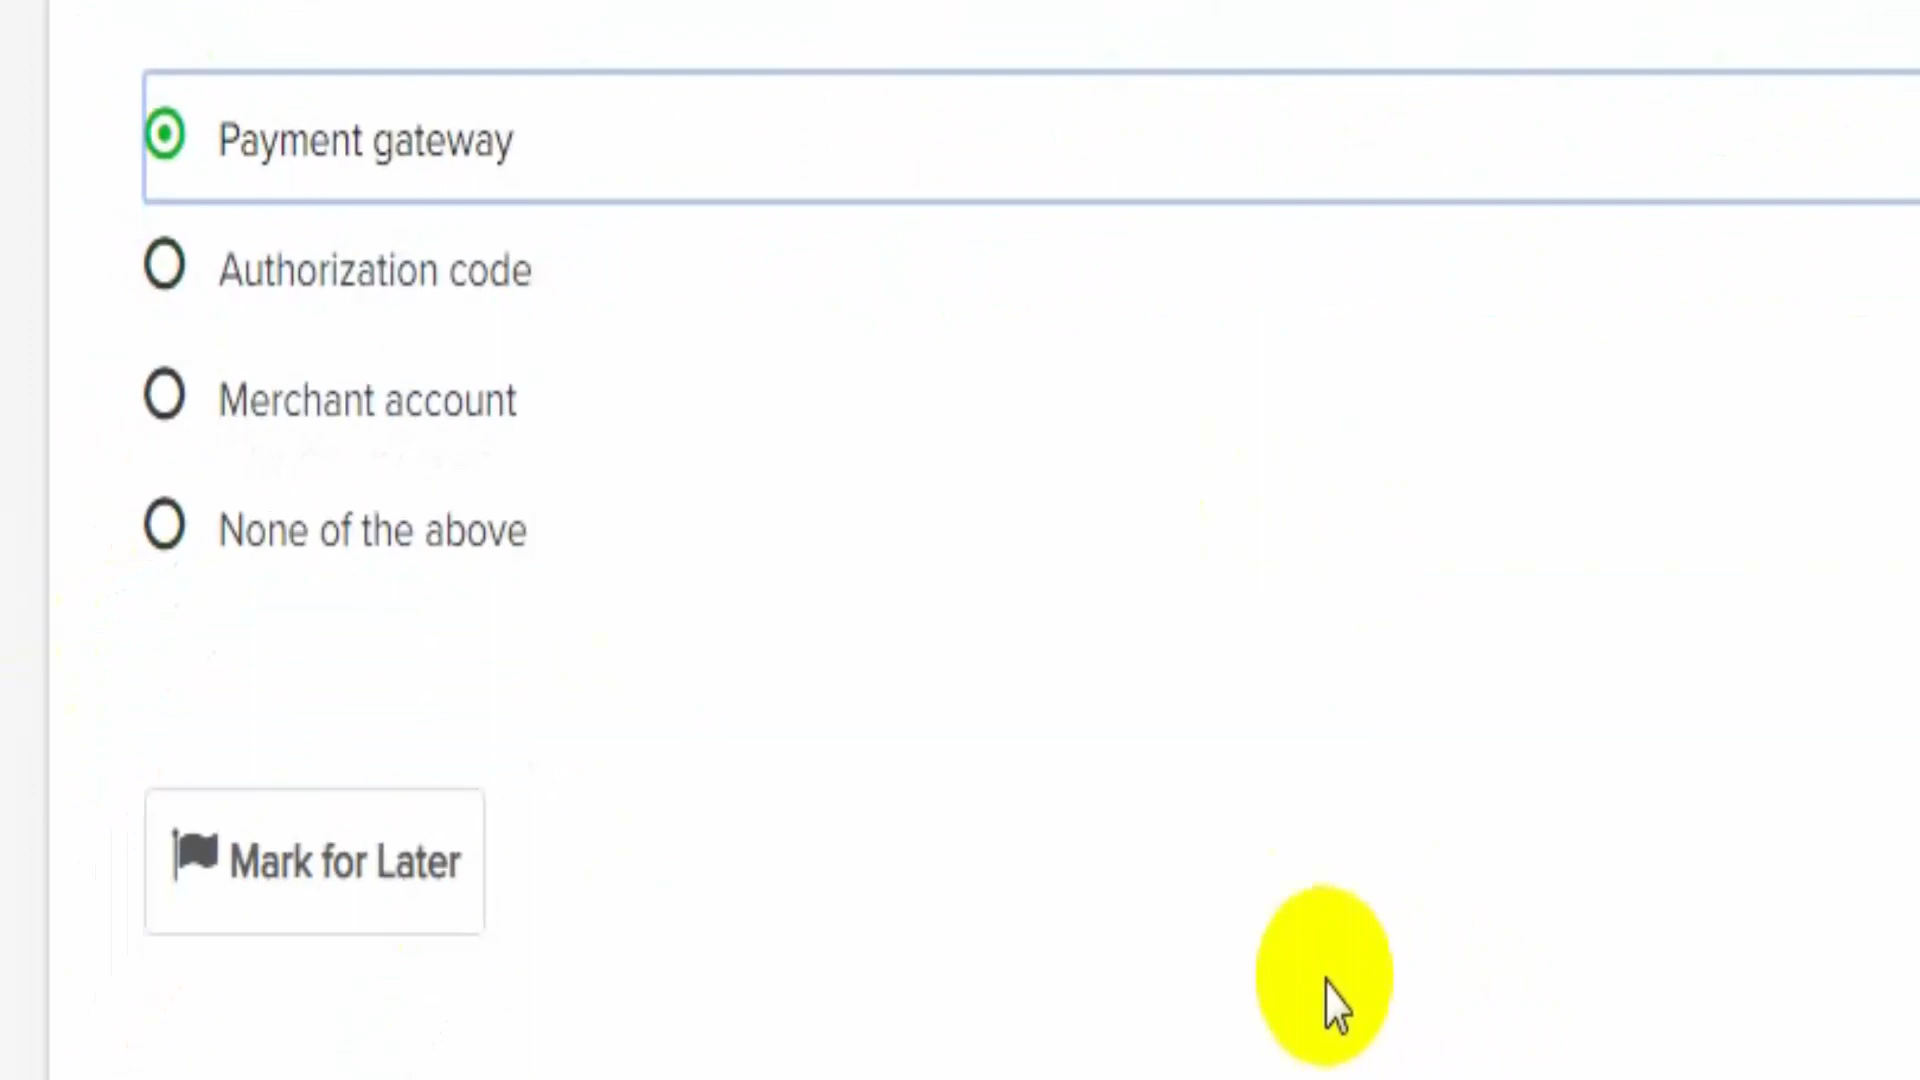 Payment gateway
Authorization code
Merchant account
None of the above
Mark for Later